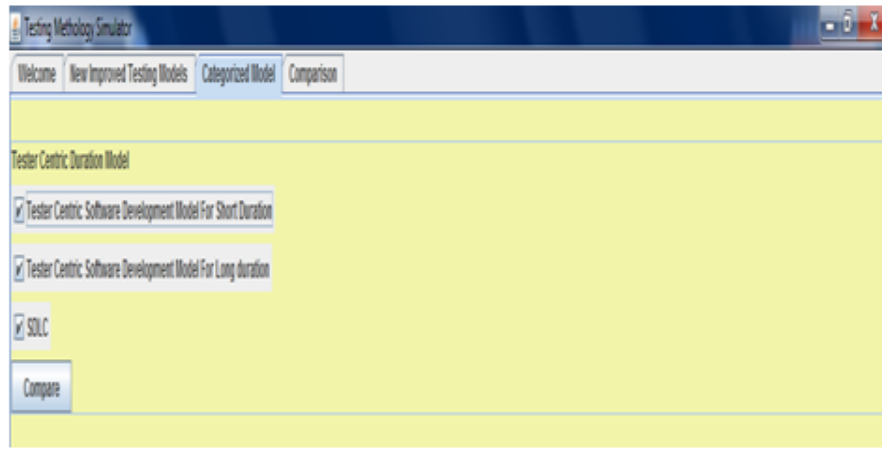 Testing Methology Simulator
Welcome New Improved Testing Models Categorized Model Comparison
Tester Centric Duration Model
Tester Centric Software Development Model For Short Duration
Tester Centric Software Development Model For Long duration
SDLC
Compare